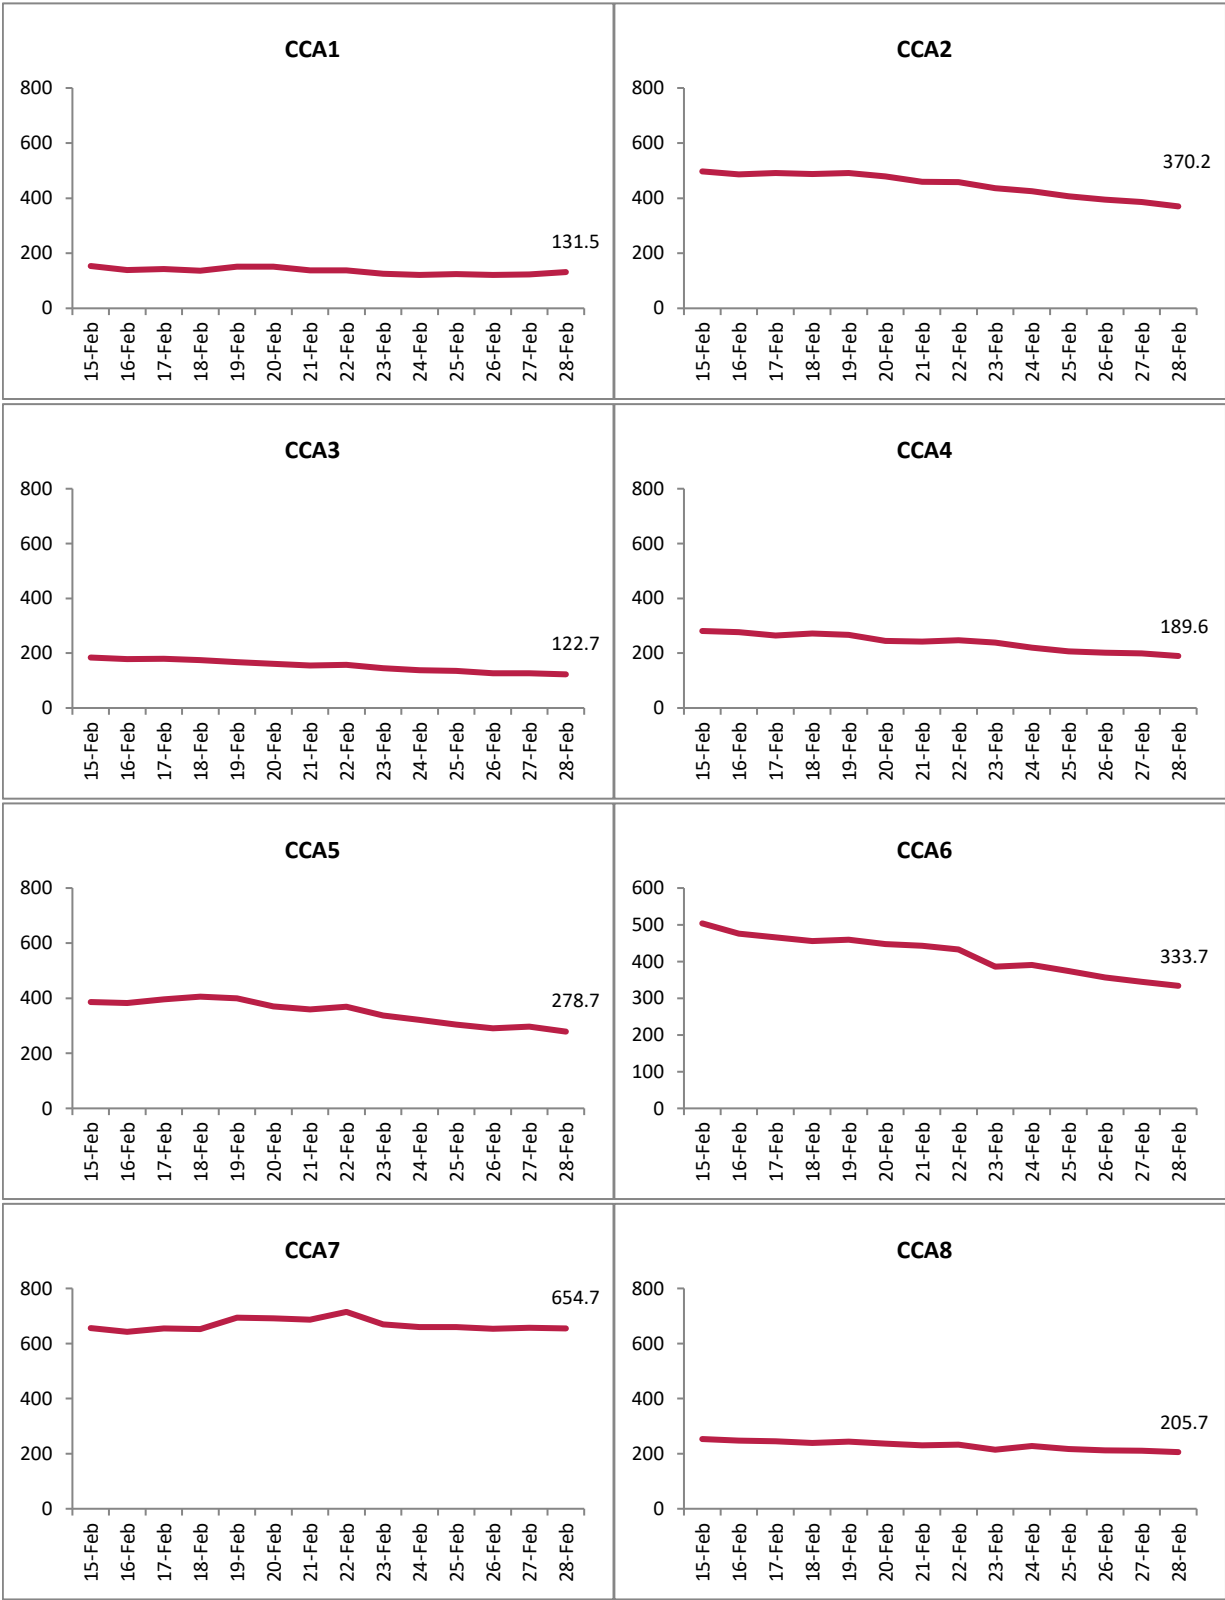 CCA1
800
600
400
200
0
131.5
15-Feb
16-Feb
17-Feb
18-Feb
19-Feb
20-Feb
21-Feb
22-Feb
23-Feb
24-Feb
25-Feb
26-Feb
27-Feb
28-Feb
CCA2
800
600
400
200
0
370.2
15-Feb
16-Feb
17-Feb
18-Feb
19-Feb
20-Feb
21-Feb
22-Feb
23-Feb
24-Feb
25-Feb
26-Feb
27-Feb
28-Feb
CCA3
800
600
400
200
0
122.7
15-Feb
16-Feb
17-Feb
18-Feb
19-Feb
20-Feb
21-Feb
22-Feb
23-Feb
24-Feb
25-Feb
26-Feb
27-Feb
28-Feb
CCA4
800
600
400
200
0
189.6
15-Feb
16-Feb
17-Feb
18-Feb
19-Feb
20-Feb
21-Feb
22-Feb
23-Feb
24-Feb
25-Feb
26-Feb
27-Feb
28-Feb
CCA5
800
600
400
200
0
278.7
15-Feb
16-Feb
17-Feb
18-Feb
19-Feb
20-Feb
21-Feb
22-Feb
23-Feb
24-Feb
25-Feb
26-Feb
27-Feb
28-Feb
CCA6
600
500
400
300
200
100
0
333.7
15-Feb
16-Feb
17-Feb
18-Feb
19-Feb
20-Feb
21-Feb
22-Feb
23-Feb
24-Feb
25-Feb
26-Feb
27-Feb
28-Feb
CCA7
800
600
400
200
0
654.7
15-Feb
16-Feb
17-Feb
18-Feb
19-Feb
20-Feb
21-Feb
22-Feb
23-Feb
24-Feb
25-Feb
26-Feb
27-Feb
28-Feb
CCA8
800
600
400
200
0
205.7
15-Feb
16-Feb
17-Feb
18-Feb
19-Feb
20-Feb
21-Feb
22-Feb
23-Feb
24-Feb
25-Feb
26-Feb
27-Feb
28-Feb